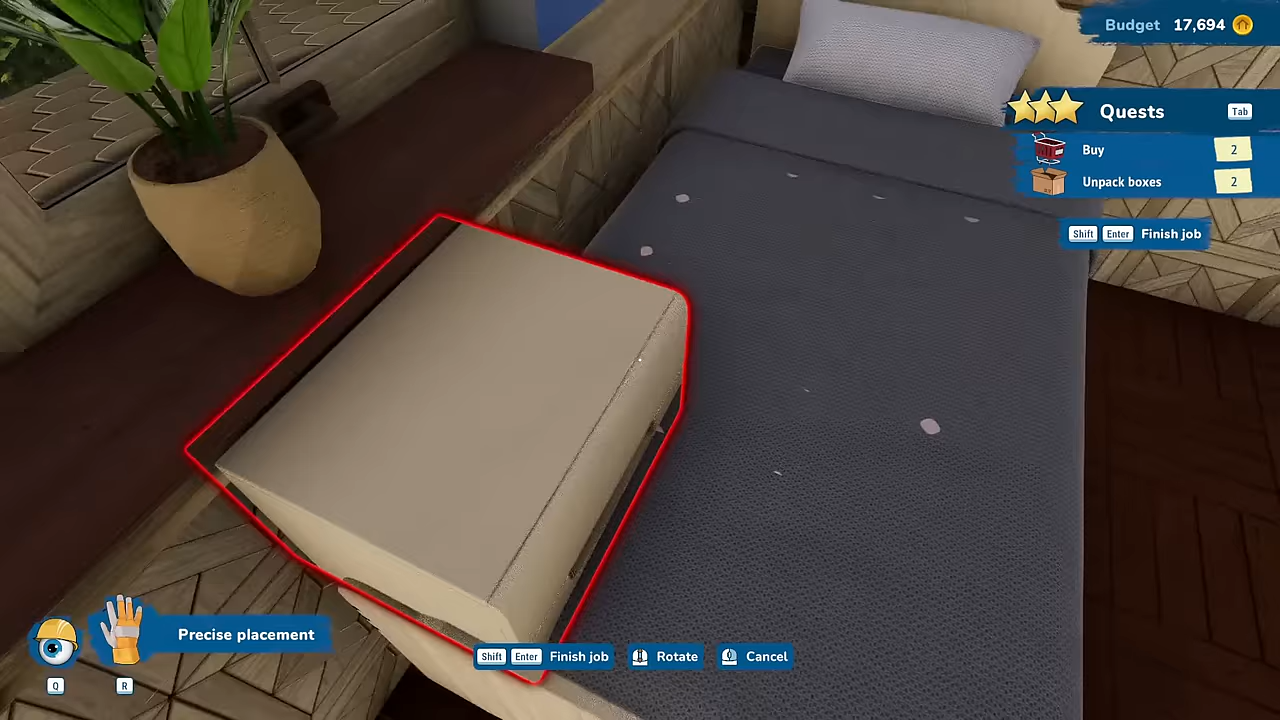 Budget 17,694
Quests Tab
Buy 2
Unpack boxes 2
Shift Enter Finish job
Precise placement
Shift Enter Finish job Rotate Cancel
Q R